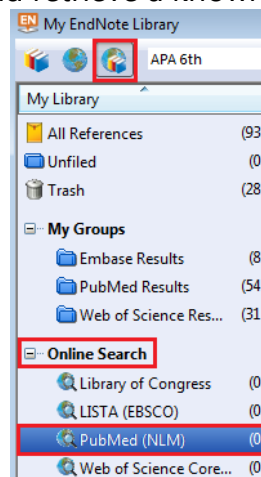 My EndNote Library
APA 6th
My Library
All References (93
Unfiled (0
Trash (28
My Groups
Embase Results (8
PubMed Results (54
Web of Science Res... (31
Online Search
Library of Congress (0
LISTA (EBSCO) (0
PubMed (NLM) (0
Web of Science Core... (0